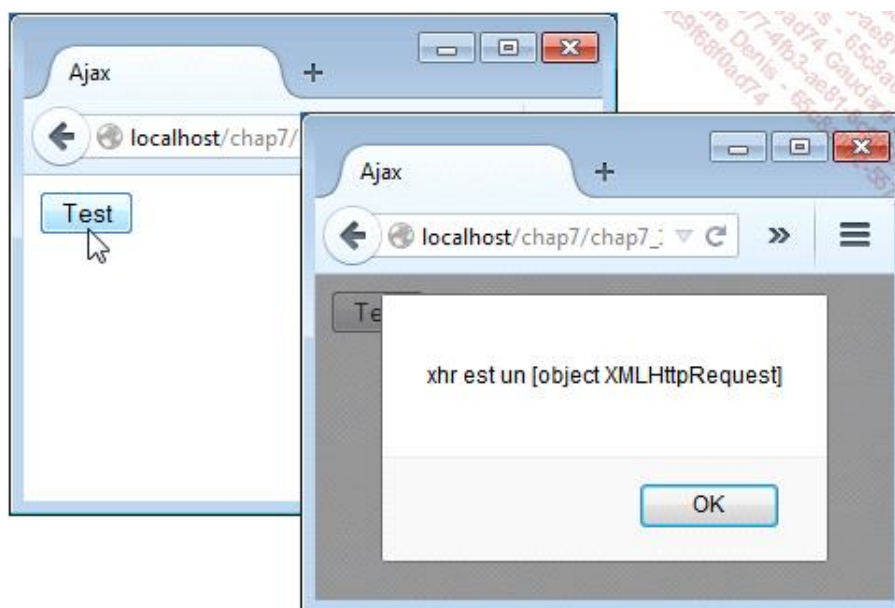 Ajax
localhost/chap7/
Test
Ajax
localhost/chap7/chap7_
Te
xhr est un [object XMLHttpRequest]
OK